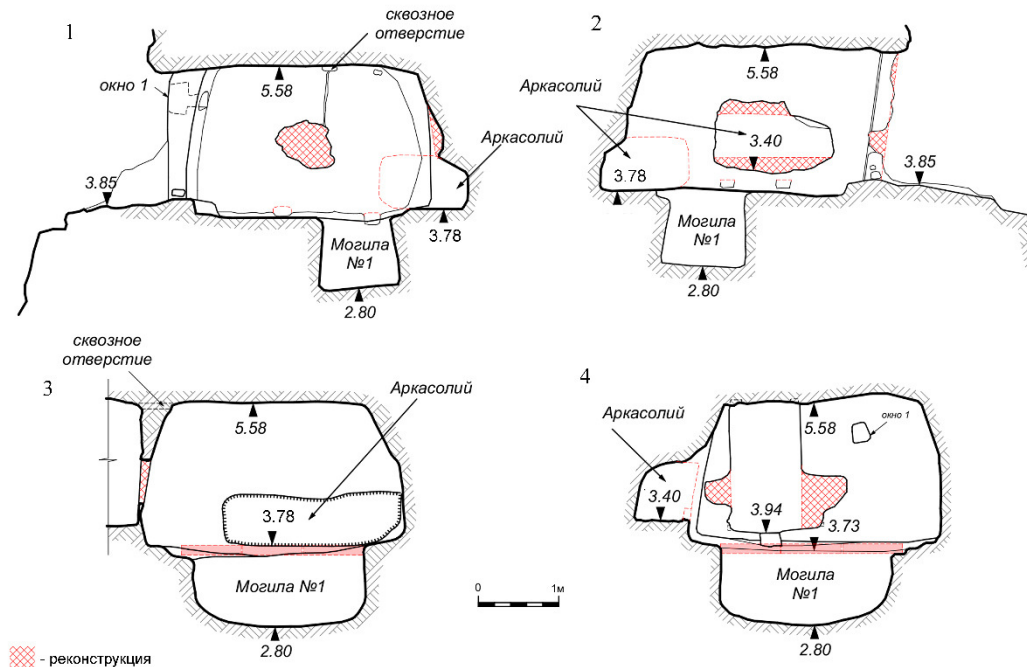 1
сквозное
отверстие
окно 1
5.58
Аркасолий
3.85
3.78
Могила
№1
2.80
2
5.58
Аркасолий
3.40
3.78
3.85
Могила
№1
2.80
3
сквозное
отверстие
Аркасолий
5.58
3.78
Могила №1
2.80
4
Аркасолий
5.58
окно 1
3.40
3.94
3.73
Могила
№1
2.80
0 1м
- реконструкция